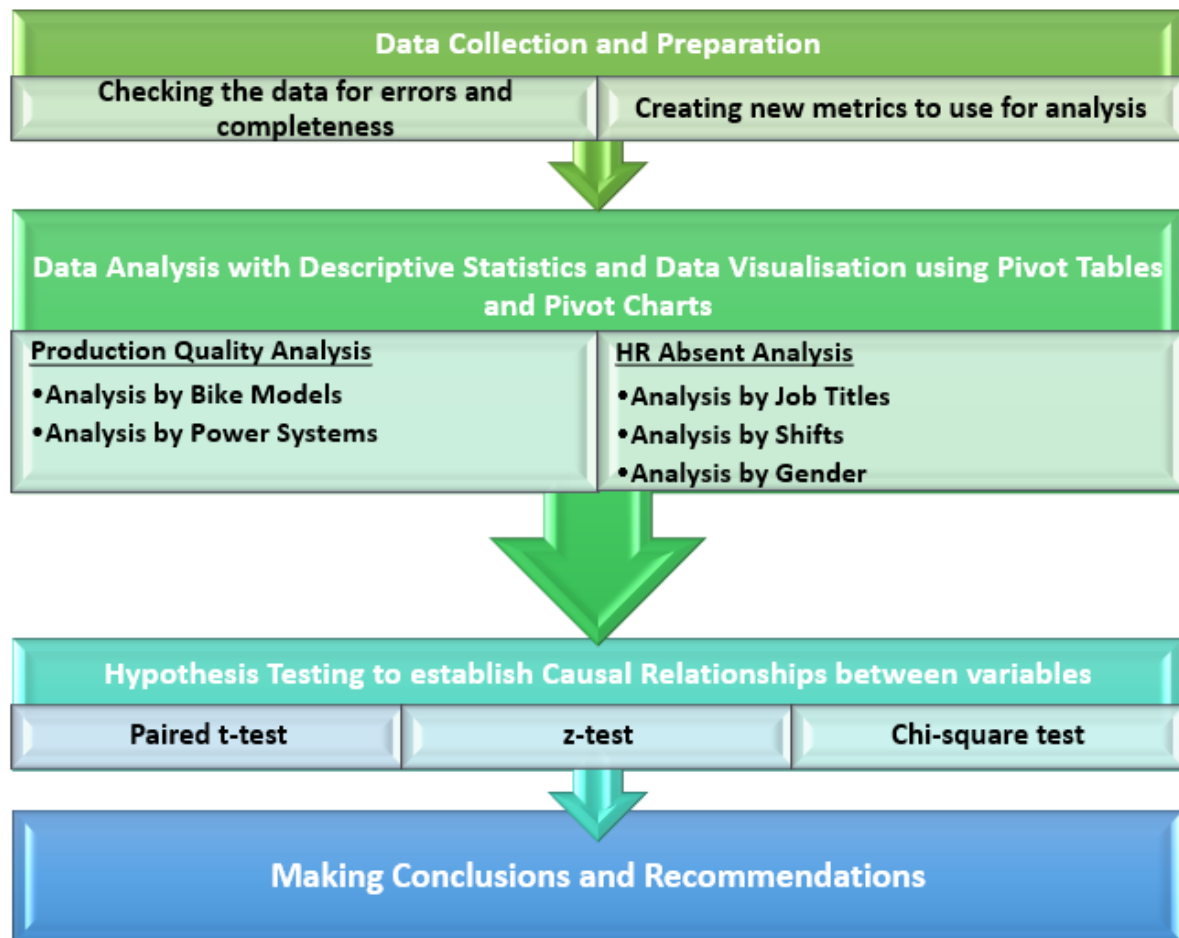 Data Collection and Preparation
Checking the data for errors and
completeness
Creating new metrics to use for analysis
Data Analysis with Descriptive Statistics and Data Visualisation using Pivot Tables
and Pivot Charts
Production Quality Analysis
•Analysis by Bike Models
•Analysis by Power Systems
HR Absent Analysis
•Analysis by Job Titles
•Analysis by Shifts
•Analysis by Gender
Hypothesis Testing to establish Causal Relationships between variables
Paired t-test
z-test
Chi-square test
Making Conclusions and Recommendations